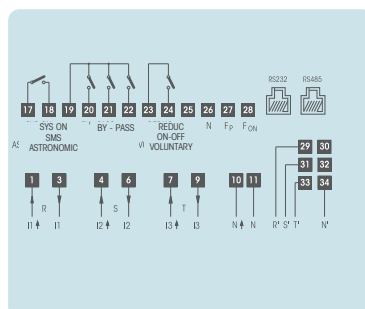 RS232 RS485
17 18 19 20 21 22 23 24 25 26 27 28
SYS ON BY - PASS REDUC N FP FON
SMS ON-OFF
ASTRONOMIC VOLUNTARY
29 30
31 32
1 3 4 6 7 9 10 11 33 34
R S T
I1 I1 I2 I2 I3 I3 N N R' S' T' N'